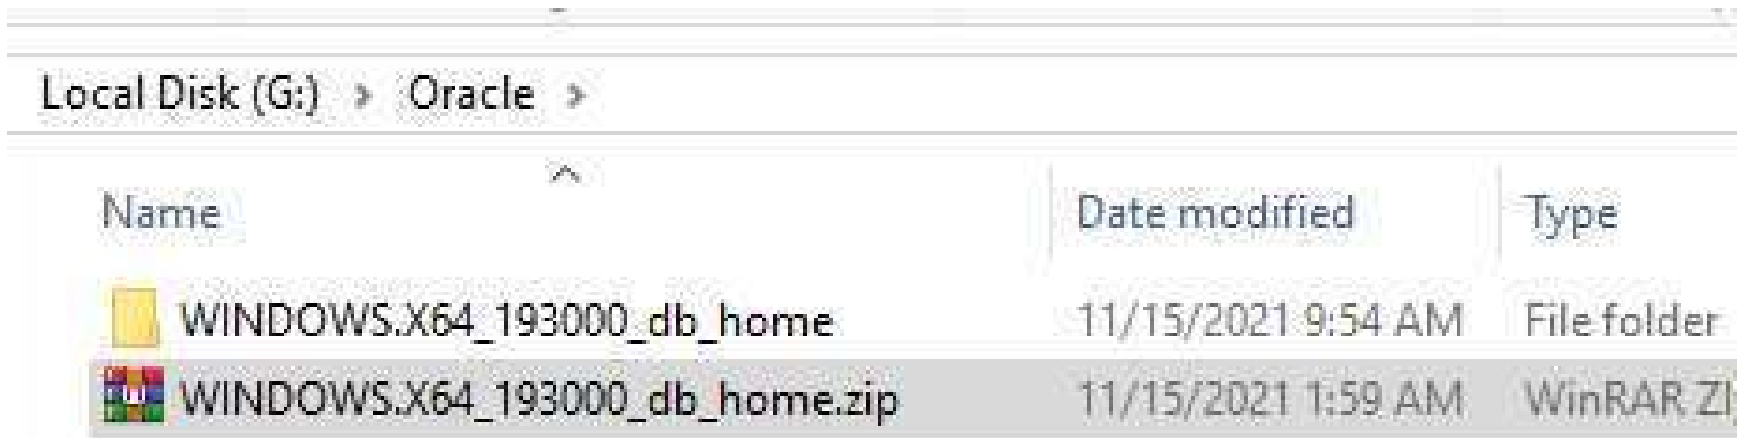 Local Disk (G:) > Oracle >
Name Date modified Type
WINDOWS.X64_193000_db_home 11/15/2021 9:54 AM File folder
WINDOWS.X64_193000_db_home.zip 11/15/2021 1:59 AM WinRAR ZI